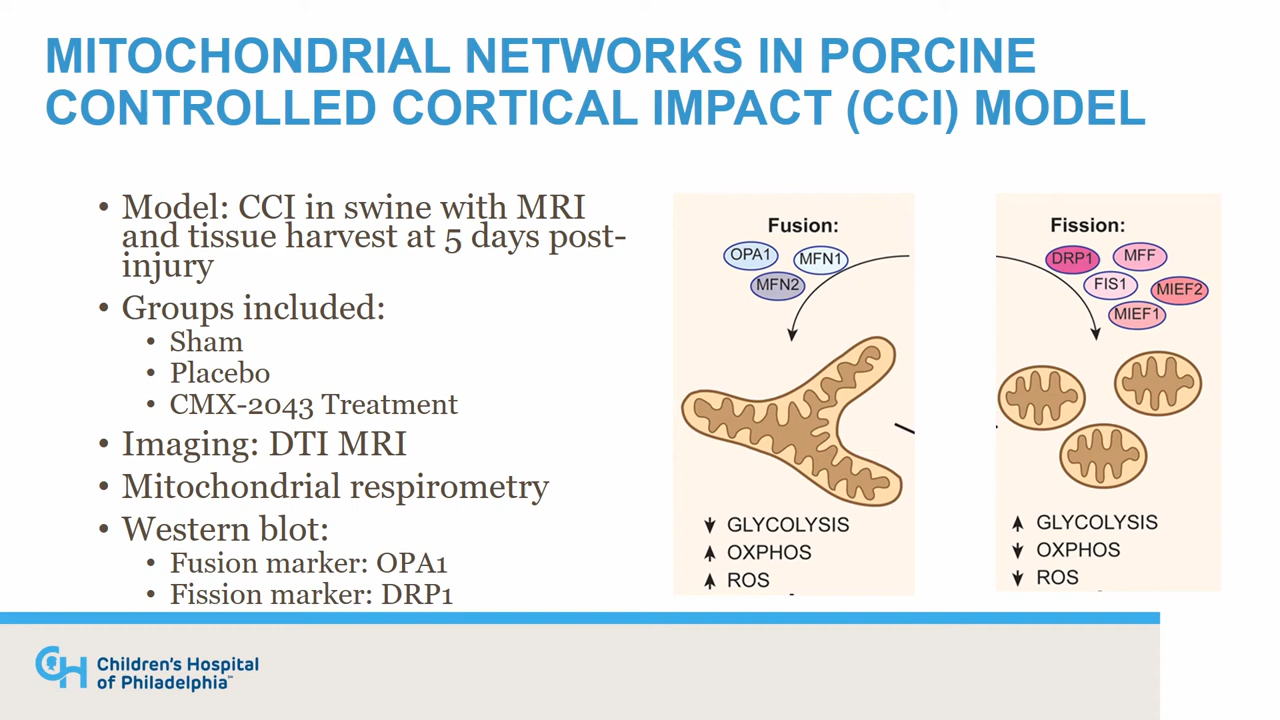 MITOCHONDRIAL NETWORKS IN PORCINE
CONTROLLED CORTICAL IMPACT (CCI) MODEL
• Model: CCI in swine with MRI
and tissue harvest at 5 days post-
injury
• Groups included:
• Sham
• Placebo
• CMX-2043 Treatment
• Imaging: DTI MRI
• Mitochondrial respirometry
• Western blot:
• Fusion marker: OPA1
• Fission marker: DRP1
Fusion:
OPA1
MFN1
MFN2
GLYCOLYSIS
OXPHOS
ROS
Fission:
DRP1
MFF
FIS1
MIEF2
MIEF1
GLYCOLYSIS
OXPHOS
ROS
CH
Children's Hospital
of Philadelphia